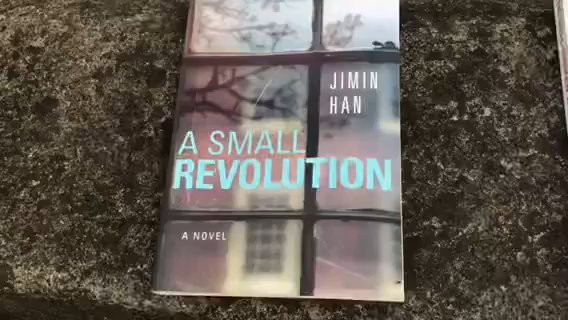 JIMIN
HAN
A SMALL
REVOLUTION
A NOVEL